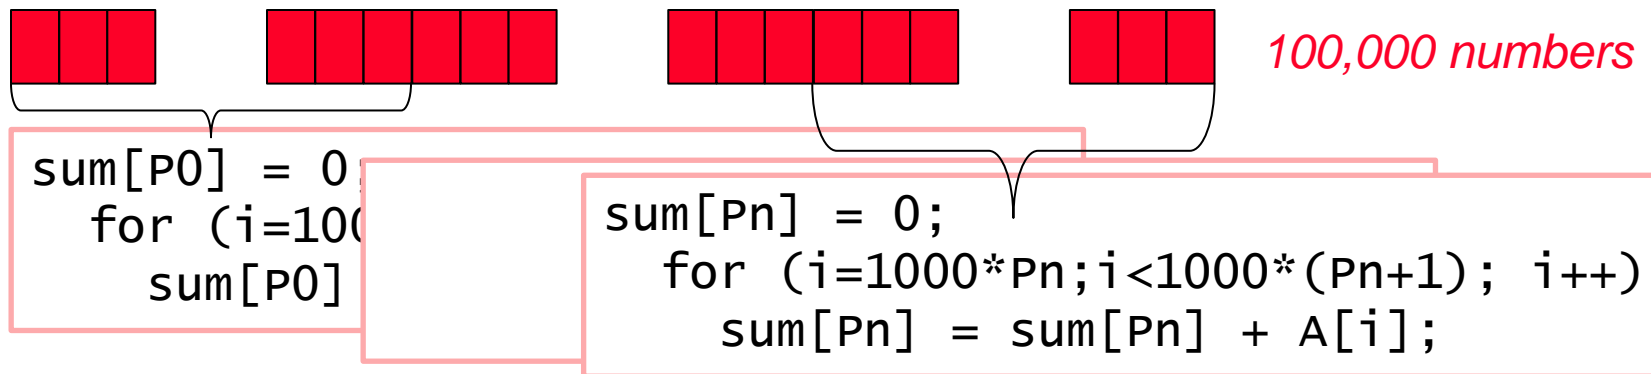 100,000 numbers
sum[P0] = 0;
for (i=100
sum[P0]
sum[Pn] = 0;
for (i=1000*Pn;i<1000*(Pn+1); i++)
sum[Pn] = sum[Pn] + A[i];